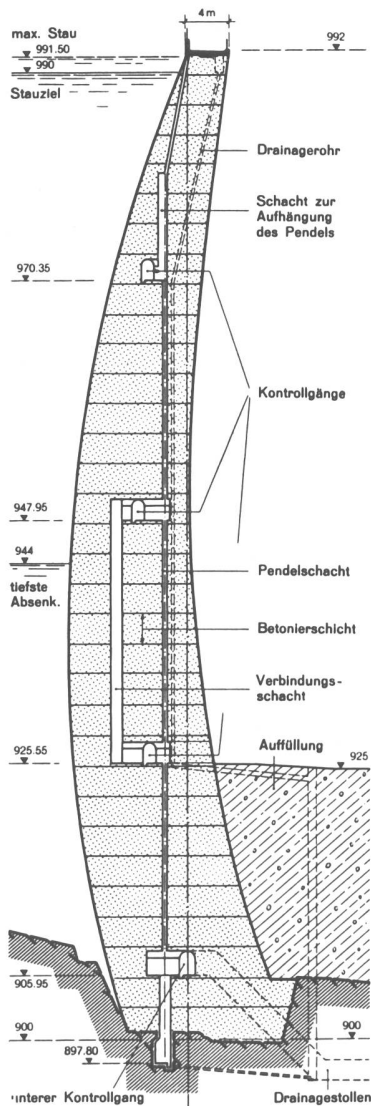 max. Stau
991.50
990
Stauziel
4 m
992
Drainagerohr
Schacht zur
Aufhängung
des Pendels
970.35
Kontrollgänge
947.95
944
tiefste
Absenk.
Pendelschacht
Betonierschicht
Verbindungs-
schacht
925.55
Auffüllung
925
905.95
900
897.80
900
unterer Kontrollgang
Drainagestollen